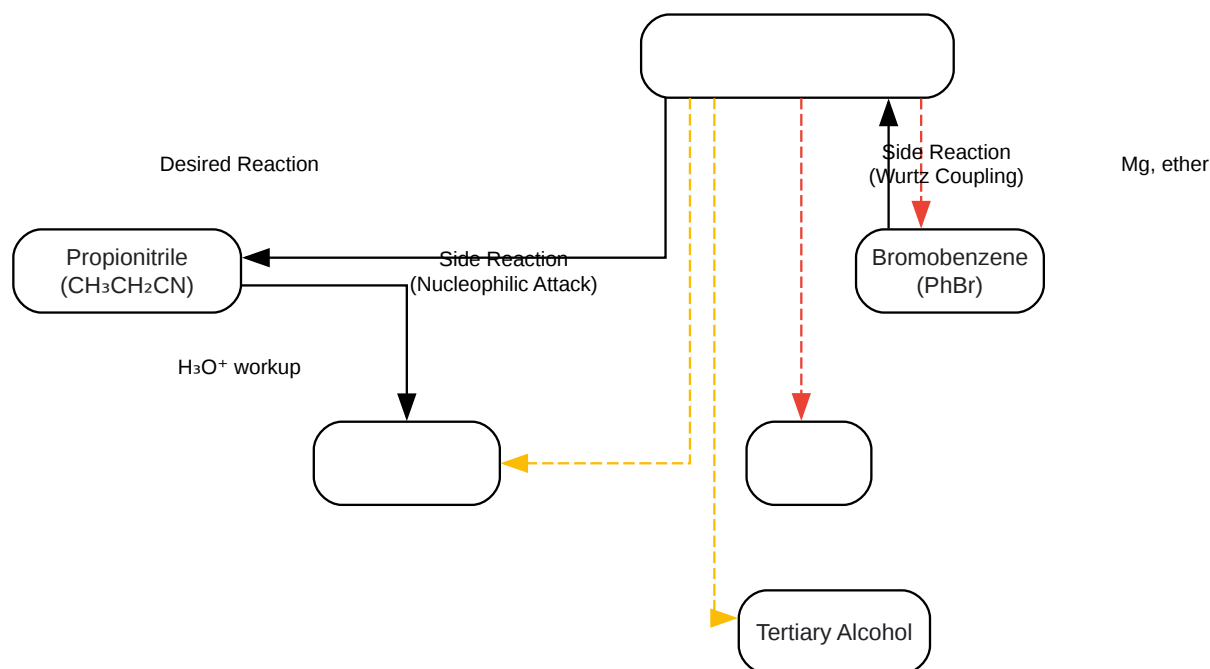 Side Reaction
(Wurtz Coupling)
Desired Reaction
Mg, ether
Propionitrile
(CH₃CH₂CN)
Side Reaction
(Nucleophilic Attack)
Bromobenzene
(PhBr)
H₃O⁺ workup
Tertiary Alcohol